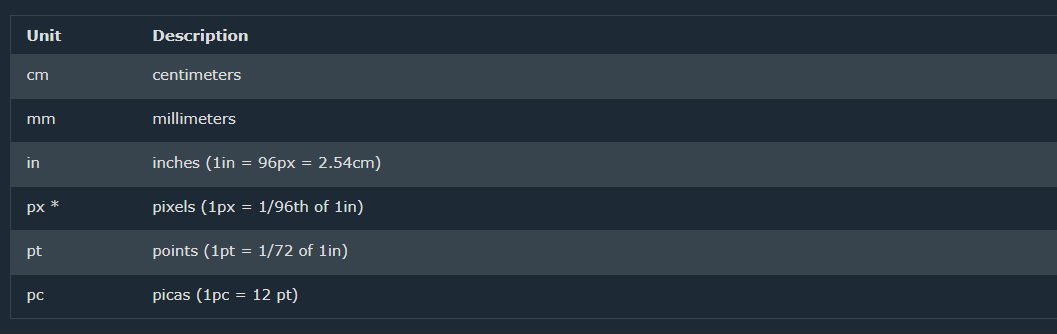 Unit Description
cm centimeters
mm millimeters
in inches (1in = 96px = 2.54cm)
px * pixels (1px = 1/96th of 1in)
pt points (1pt = 1/72 of 1in)
pc picas (1pc = 12 pt)